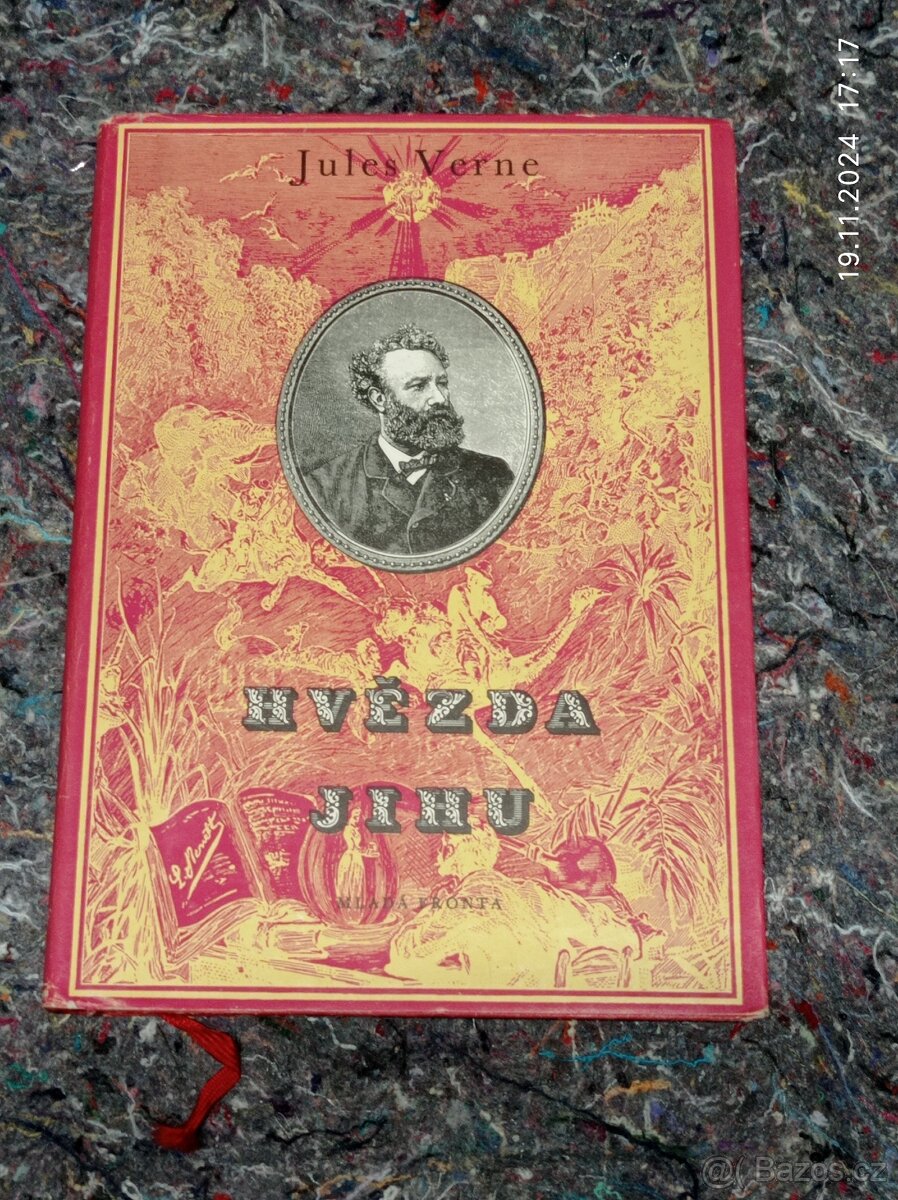 Jules Verne
HVĚZDA
JIHU
MLADÁ FRONTA
19.11.2024 17:17
@( Bazos.cz